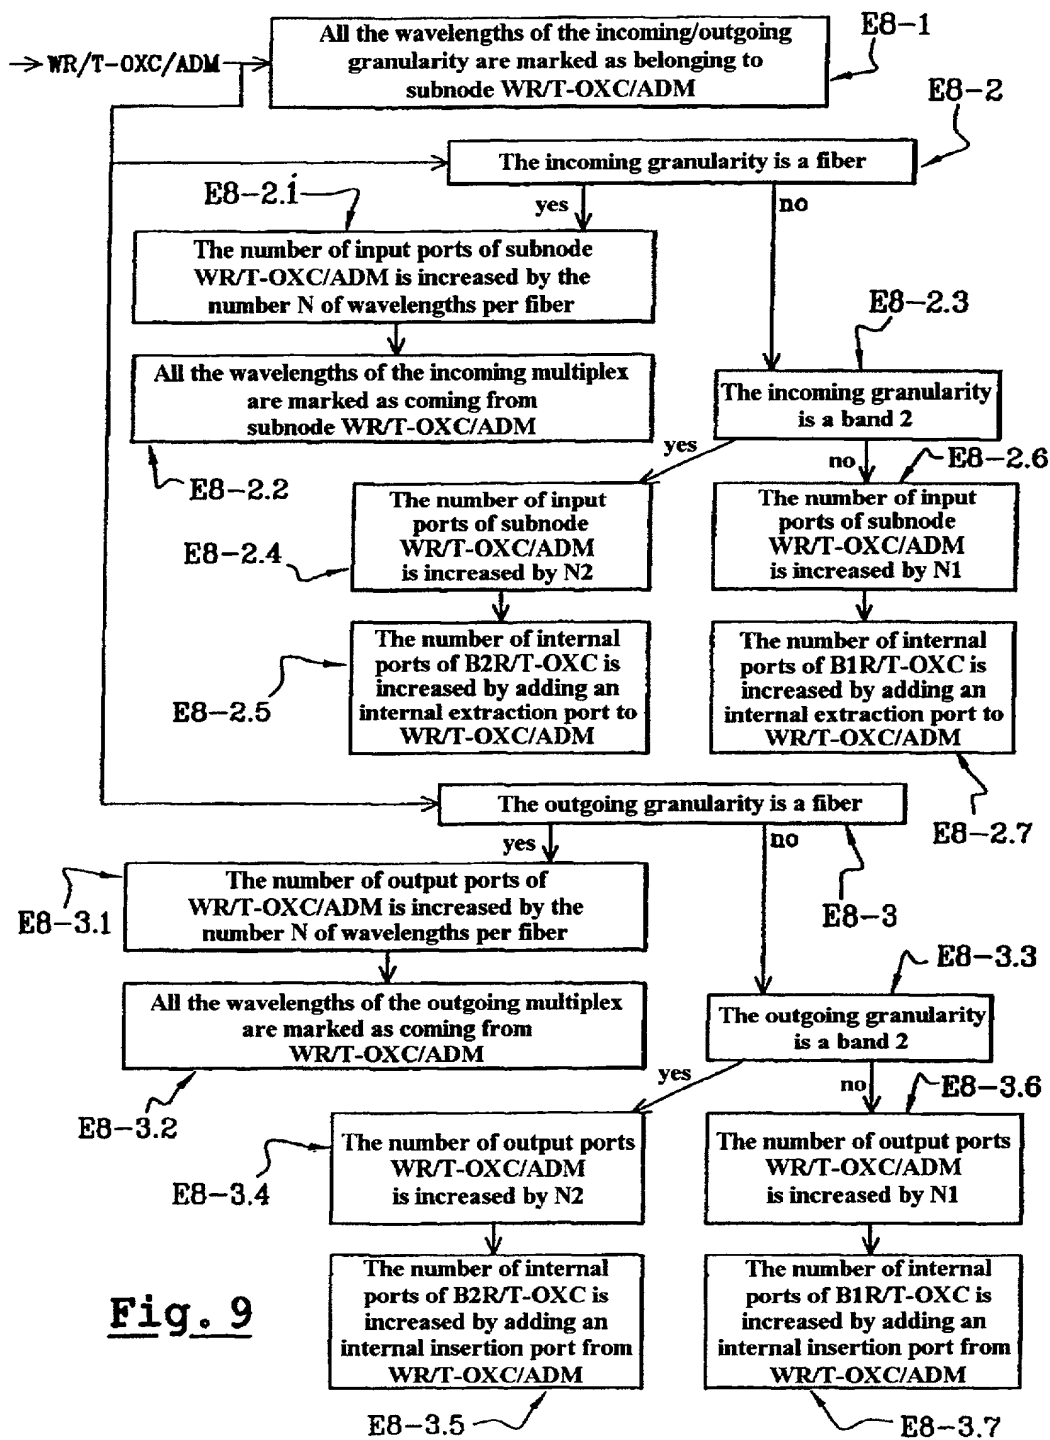 All the wavelengths of the incoming/outgoing
granularity are marked as belonging to
subnode WR/T-OXC/ADM
E8-1
WR/T-OXC/ADM
E8-2
The incoming granularity is a fiber
E8-2.1
yes
no
The number of input ports of subnode
WR/T-OXC/ADM is increased by the
number N of wavelengths per fiber
E8-2.3
All the wavelengths of the incoming multiplex
are marked as coming from
subnode WR/T-OXC/ADM
The incoming granularity
is a band 2
yes
no
E8-2.6
E8-2.2
The number of input
ports of subnode
WR/T-OXC/ADM
is increased by N2
The number of input
ports of subnode
WR/T-OXC/ADM
is increased by N1
E8-2.4
The number of internal
ports of B2R/T-OXC is
increased by adding an
internal extraction port to
WR/T-OXC/ADM
The number of internal
ports of B1R/T-OXC is
increased by adding an
internal extraction port to
WR/T-OXC/ADM
E8-2.5
The outgoing granularity is a fiber
E8-2.7
yes
no
E8-3.1
The number of output ports of
WR/T-OXC/ADM is increased by the
number N of wavelengths per fiber
E8-3
E8-3.3
All the wavelengths of the outgoing multiplex
are marked as coming from
WR/T-OXC/ADM
The outgoing granularity
is a band 2
yes
no
E8-3.6
E8-3.2
The number of output ports
WR/T-OXC/ADM
is increased by N2
The number of output ports
WR/T-OXC/ADM
is increased by N1
E8-3.4
The number of internal
ports of B2R/T-OXC is
increased by adding an
internal insertion port from
WR/T-OXC/ADM
The number of internal
ports of B1R/T-OXC is
increased by adding an
internal insertion port from
WR/T-OXC/ADM
Fig. 9
E8-3.5
E8-3.7